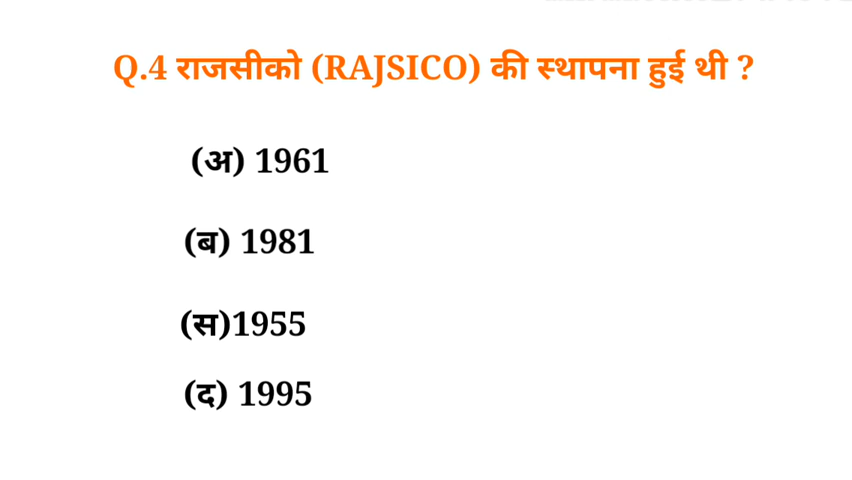 Q.4 राजसीको (RAJSICO) की स्थापना हुई थी ?
(अ) 1961
(ब) 1981
(स)1955
(द) 1995